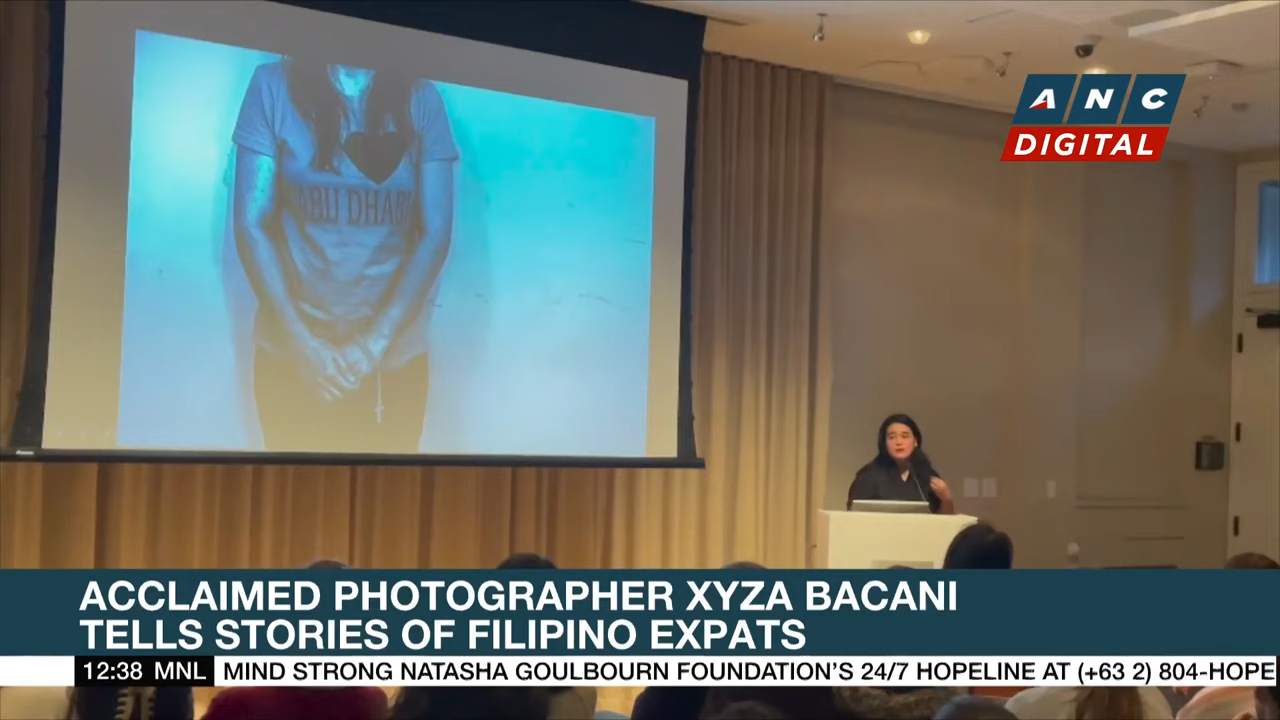 ABU DHABI
ANC
DIGITAL
ACCLAIMED PHOTOGRAPHER XYZA BACANI
TELLS STORIES OF FILIPINO EXPATS
12:38 MNL MIND STRONG NATASHA GOULBOURN FOUNDATION'S 24/7 HOPELINE AT (+63 2) 804-HOPE